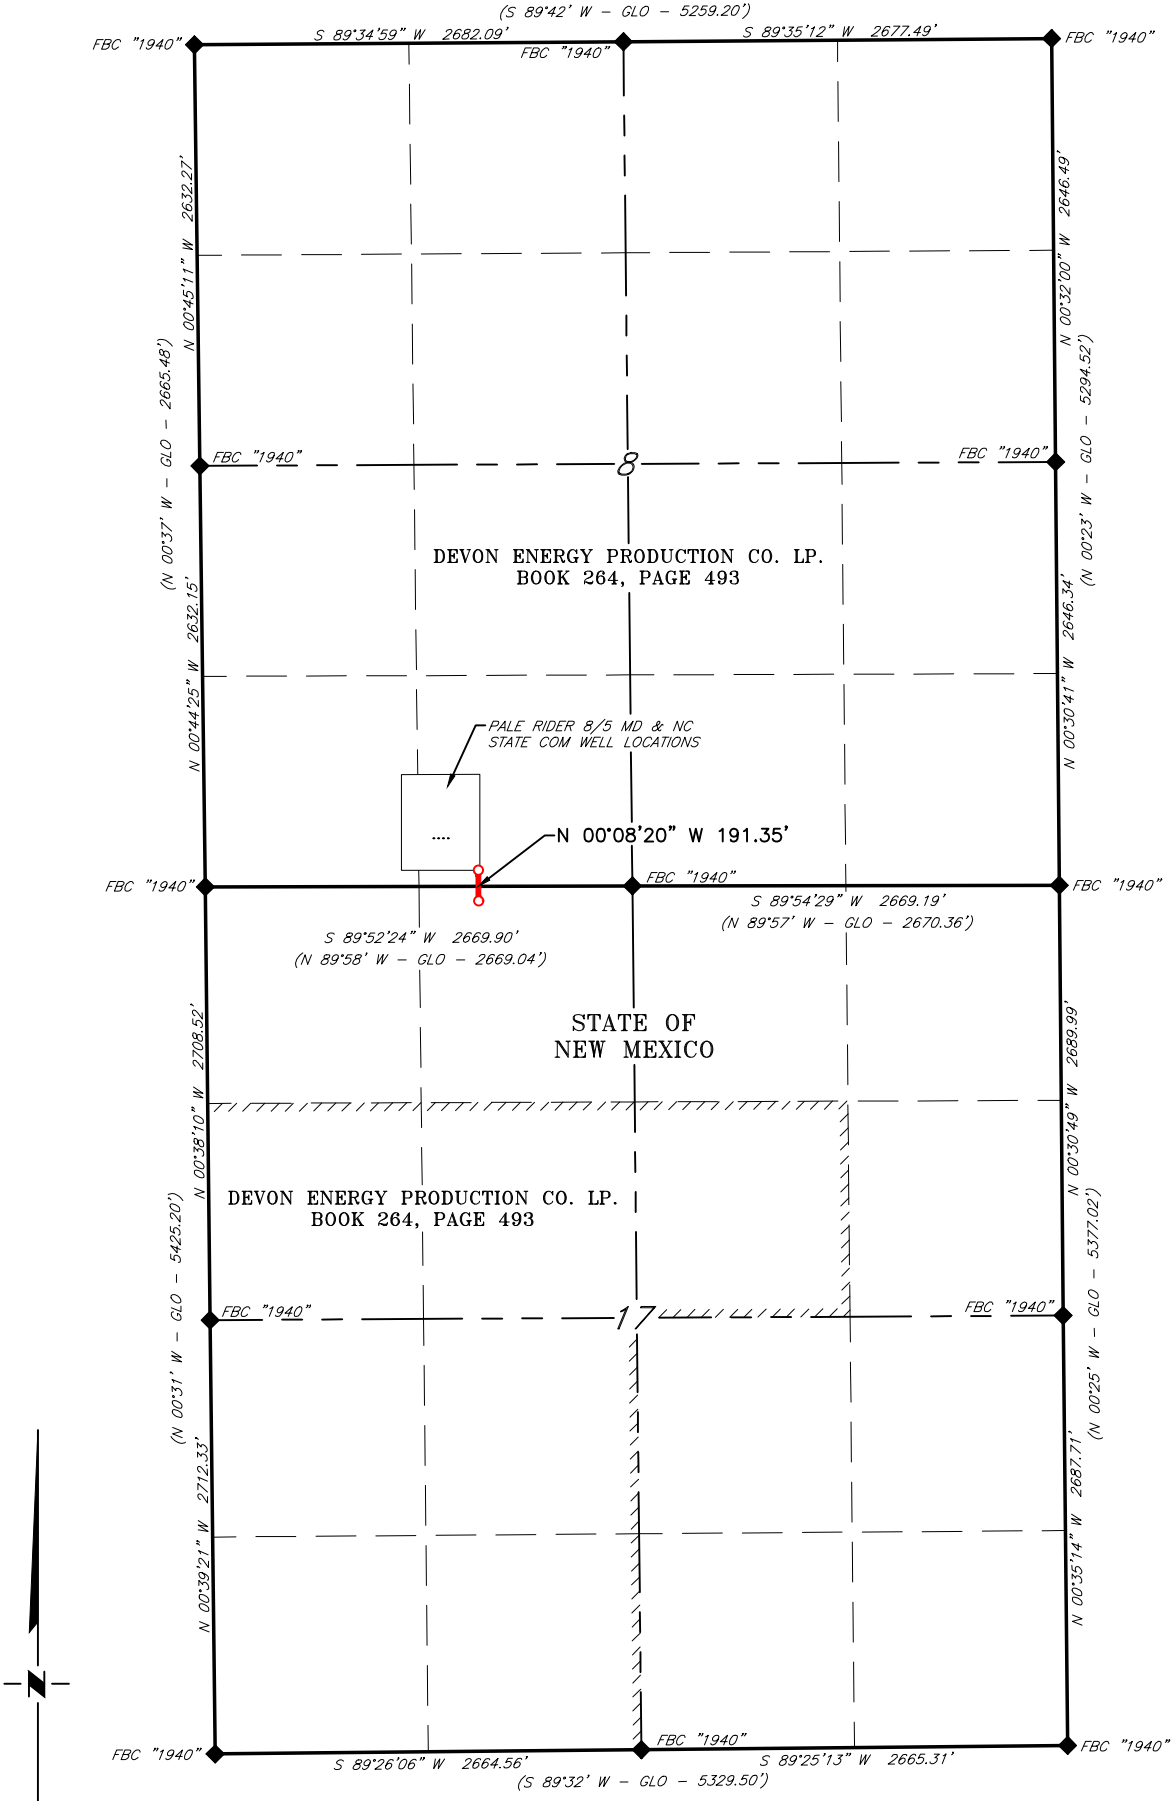 (S 89°42' W - GLO - 5259.20')
S 89°34'59" W 2682.09'
S 89°35'12" W 2677.49'
FBC "1940"
FBC "1940"
FBC "1940"
N 00°45'11" W 2632.27'
N 00°32'00" W 2646.49'
(N 00°37' W - GLO - 2665.48')
(N 00°23' W - GLO - 5294.52')
FBC "1940"
8
FBC "1940"
DEVON ENERGY PRODUCTION CO. LP.
BOOK 264, PAGE 493
N 00°44'25" W 2632.15'
N 00°30'41" W 2646.34'
PALE RIDER 8/5 MD & NC
STATE COM WELL LOCATIONS
N 00°08'20" W 191.35'
FBC "1940"
FBC "1940"
FBC "1940"
S 89°54'29" W 2669.19'
(N 89°57' W - GLO - 2670.36')
S 89°52'24" W 2669.90'
(N 89°58' W - GLO - 2669.04')
STATE OF
NEW MEXICO
N 00°38'10" W 2708.52'
N 00°30'49" W 2689.99'
DEVON ENERGY PRODUCTION CO. LP.
BOOK 264, PAGE 493
(N 00°31' W - GLO - 5425.20')
(N 00°25' W - GLO - 5377.02')
FBC "1940"
17
FBC "1940"
N 00°39'21" W 2712.33'
N 00°35'14" W 2687.71'
N
FBC "1940"
FBC "1940"
FBC "1940"
S 89°26'06" W 2664.56'
S 89°25'13" W 2665.31'
(S 89°32' W - GLO - 5329.50')